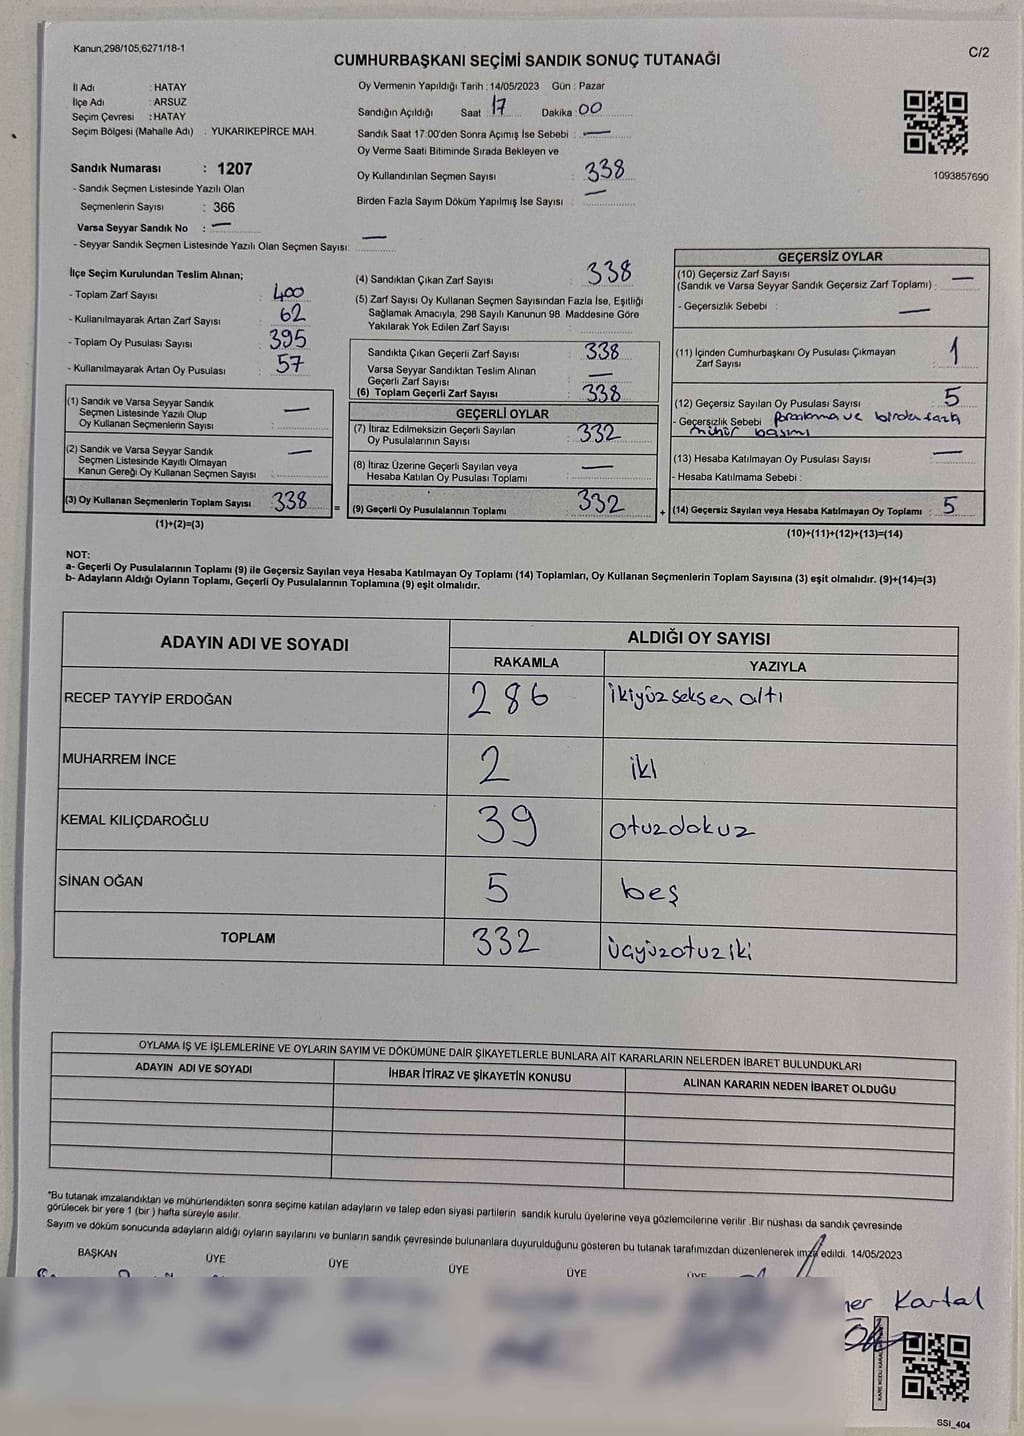 Kanun,298/105,6271/18-1
C/2
CUMHURBAŞKANI SEÇİMİ SANDIK SONUÇ TUTANAĞI
İl Adı : HATAY
İlçe Adı : ARSUZ
Seçim Çevresi : HATAY
Seçim Bölgesi (Mahalle Adı) : YUKARIKEPİRCE MAH.
Oy Vermenin Yapıldığı Tarih : 14/05/2023 Gün : Pazar
Sandığın Açıldığı Saat 17 Dakika 00
Sandık Saat 17.00'den Sonra Açımış İse Sebebi : —
Oy Verme Saati Bitiminde Sırada Bekleyen ve
Oy Kullandırılan Seçmen Sayısı : 338
Birden Fazla Sayım Döküm Yapılmış İse Sayısı : —
1093857690
Sandık Numarası : 1207
- Sandık Seçmen Listesinde Yazılı Olan
Seçmenlerin Sayısı : 366
Varsa Seyyar Sandık No : —
- Seyyar Sandık Seçmen Listesinde Yazılı Olan Seçmen Sayısı: —
İlçe Seçim Kurulundan Teslim Alınan;
- Toplam Zarf Sayısı : 400
- Kullanılmayarak Artan Zarf Sayısı : 62
- Toplam Oy Pusulası Sayısı : 395
- Kullanılmayarak Artan Oy Pusulası : 57
(1) Sandık ve Varsa Seyyar Sandık
Seçmen Listesinde Yazılı Olup
Oy Kullanan Seçmenlerin Sayısı : —
(2) Sandık ve Varsa Seyyar Sandık
Seçmen Listesinde Kayıtlı Olmayan
Kanun Gereği Oy Kullanan Seçmen Sayısı : —
(3) Oy Kullanan Seçmenlerin Toplam Sayısı : 338
(1)+(2)=(3)
=
(4) Sandıktan Çıkan Zarf Sayısı : 338
(5) Zarf Sayısı Oy Kullanan Seçmen Sayısından Fazla İse, Eşitliği
Sağlamak Amacıyla, 298 Sayılı Kanunun 98. Maddesine Göre
Yakılarak Yok Edilen Zarf Sayısı :
Sandıkta Çıkan Geçerli Zarf Sayısı : 338
Varsa Seyyar Sandıktan Teslim Alınan
Geçerli Zarf Sayısı : —
(6) Toplam Geçerli Zarf Sayısı : 338
GEÇERLİ OYLAR
(7) İtiraz Edilmeksizin Geçerli Sayılan
Oy Pusulalarının Sayısı : 332
(8) İtiraz Üzerine Geçerli Sayılan veya
Hesaba Katılan Oy Pusulası Toplamı : —
(9) Geçerli Oy Pusulalarının Toplamı : 332
+
GEÇERSİZ OYLAR
(10) Geçersiz Zarf Sayısı
(Sandık ve Varsa Seyyar Sandık Geçersiz Zarf Toplamı) : —
- Geçersizlik Sebebi : —
(11) İçinden Cumhurbaşkanı Oy Pusulası Çıkmayan
Zarf Sayısı : 1
(12) Geçersiz Sayılan Oy Pusulası Sayısı : 5
- Geçersizlik Sebebi : ve birden fazla
mühür basımı
(13) Hesaba Katılmayan Oy Pusulası Sayısı : —
- Hesaba Katılmama Sebebi :
(14) Geçersiz Sayılan veya Hesaba Katılmayan Oy Toplamı : 5
(10)+(11)+(12)+(13)=(14)
NOT:
a- Geçerli Oy Pusulalarının Toplamı (9) ile Geçersiz Sayılan veya Hesaba Katılmayan Oy Toplamı (14) Toplamları, Oy Kullanan Seçmenlerin Toplam Sayısına (3) eşit olmalıdır. (9)+(14)=(3)
b- Adayların Aldığı Oyların Toplamı, Geçerli Oy Pusulalarının Toplamına (9) eşit olmalıdır.
ADAYIN ADI VE SOYADI
ALDIĞI OY SAYISI
RAKAMLA YAZIYLA
RECEP TAYYİP ERDOĞAN 286 ikiyüz seksen altı
MUHARREM İNCE 2 iki
KEMAL KILIÇDAROĞLU 39 otuzdokuz
SİNAN OĞAN 5 beş
TOPLAM 332 üçyüzotuziki
OYLAMA İŞ VE İŞLEMLERİNE VE OYLARIN SAYIM VE DÖKÜMÜNE DAİR ŞİKAYETLERLE BUNLARA AİT KARARLARIN NELERDEN İBARET BULUNDUKLARI
ADAYIN ADI VE SOYADI İHBAR İTİRAZ VE ŞİKAYETİN KONUSU ALINAN KARARIN NEDEN İBARET OLDUĞU
*Bu tutanak imzalandıktan ve mühürlendikten sonra seçime katılan adayların ve talep eden siyasi partilerin sandık kurulu üyelerine veya gözlemcilerine verilir .Bir nüshası da sandık çevresinde
görülecek bir yere 1 (bir ) hafta süreyle asılır.
Sayım ve döküm sonucunda adayların aldığı oyların sayılarını ve bunların sandık çevresinde bulunanlara duyurulduğunu gösteren bu tutanak tarafımızdan düzenlenerek imza edildi. 14/05/2023
BAŞKAN ÜYE ÜYE ÜYE ÜYE ÜYE
Kartal
SSI_404